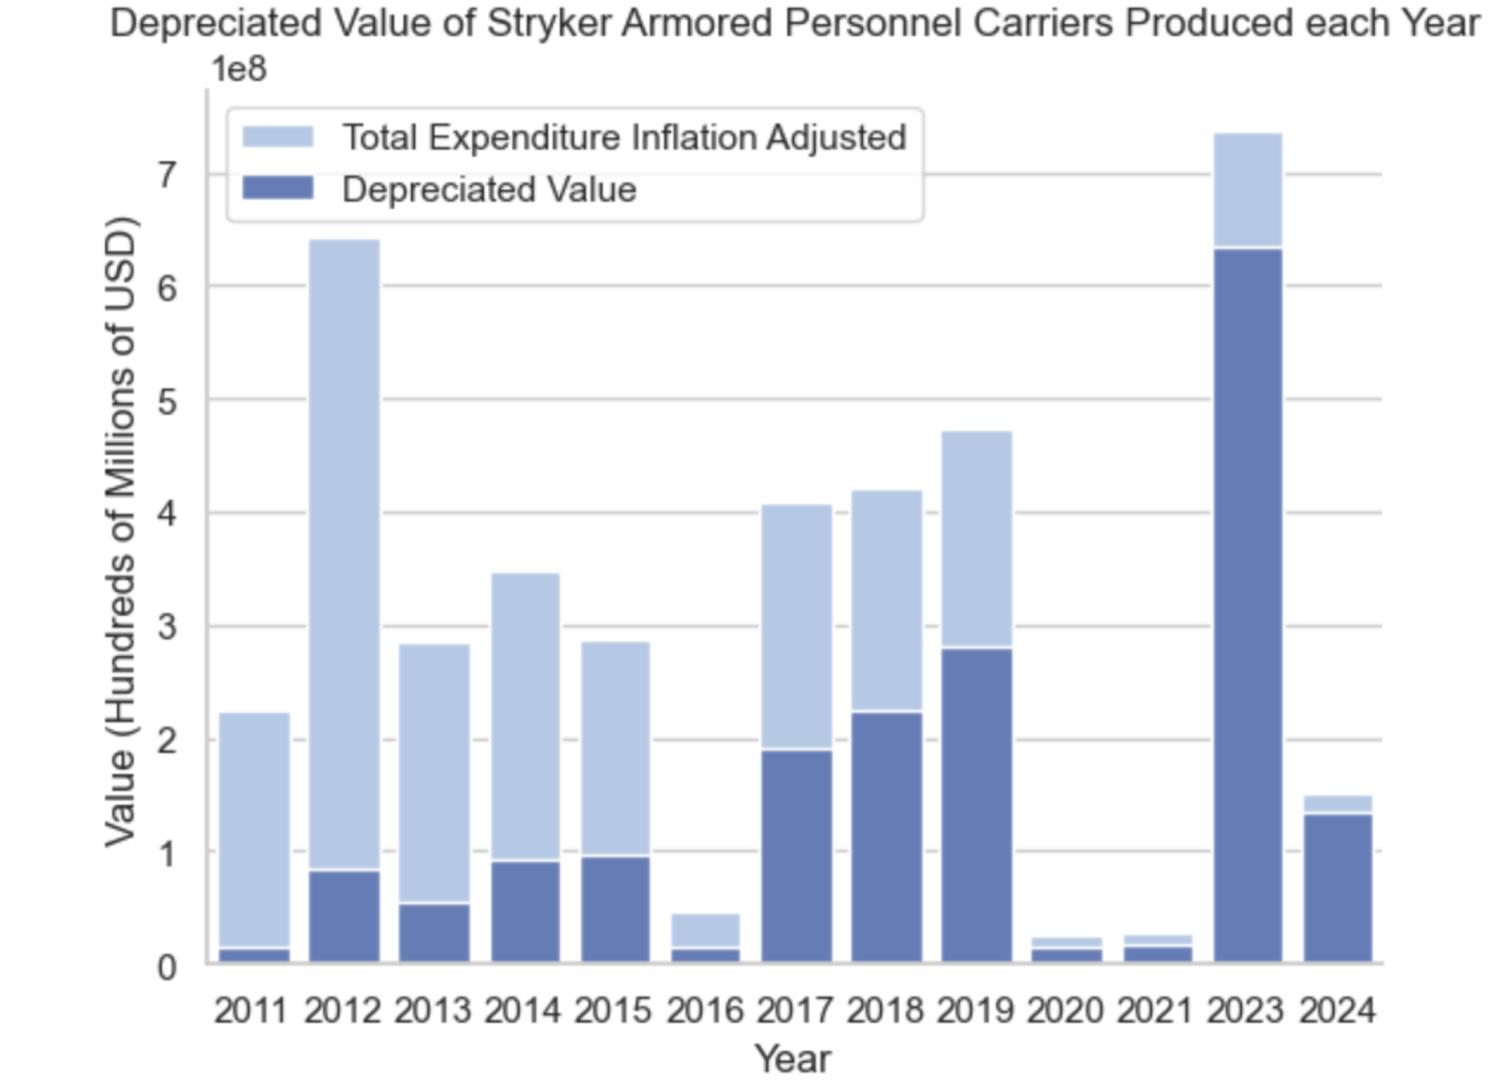 Depreciated Value of Stryker Armored Personnel Carriers Produced each Year
1e8
Total Expenditure Inflation Adjusted
Depreciated Value
Value (Hundreds of Millions of USD)
7
6
5
4
3
2
1
0
2011 2012 2013 2014 2015 2016 2017 2018 2019 2020 2021 2023 2024
Year